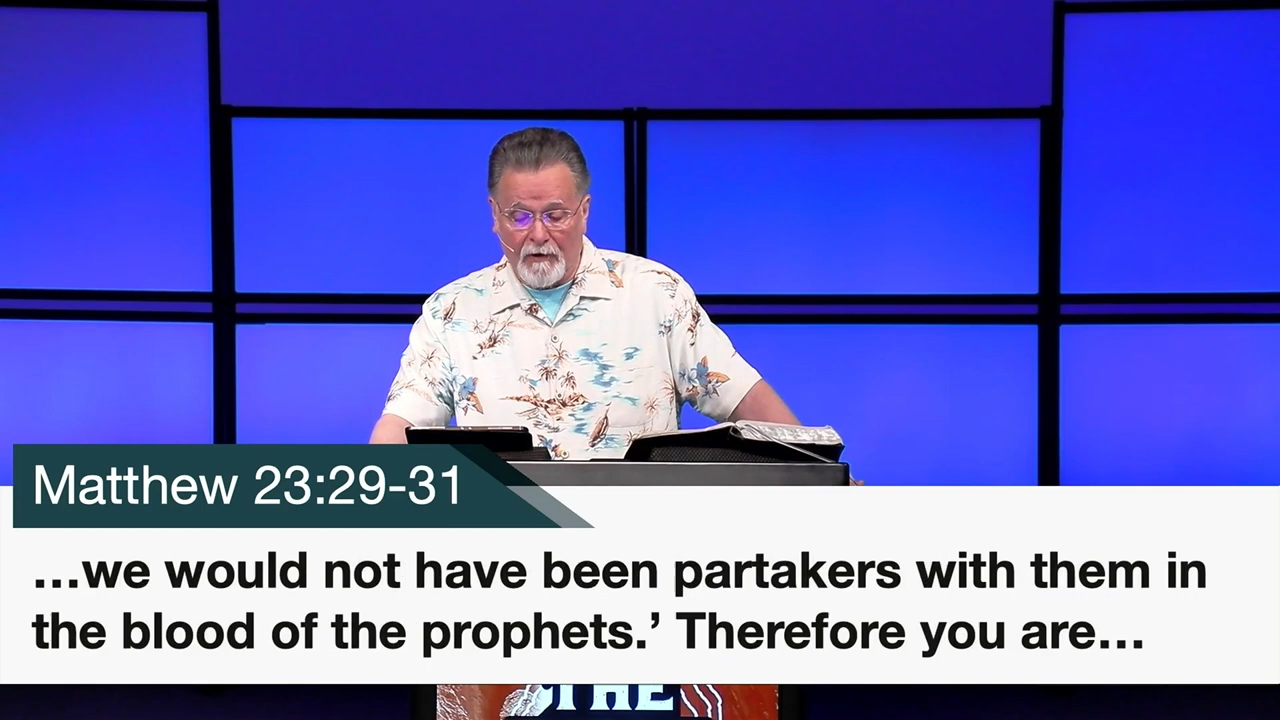 Matthew 23:29-31
…we would not have been partakers with them in
the blood of the prophets.’ Therefore you are…
THE